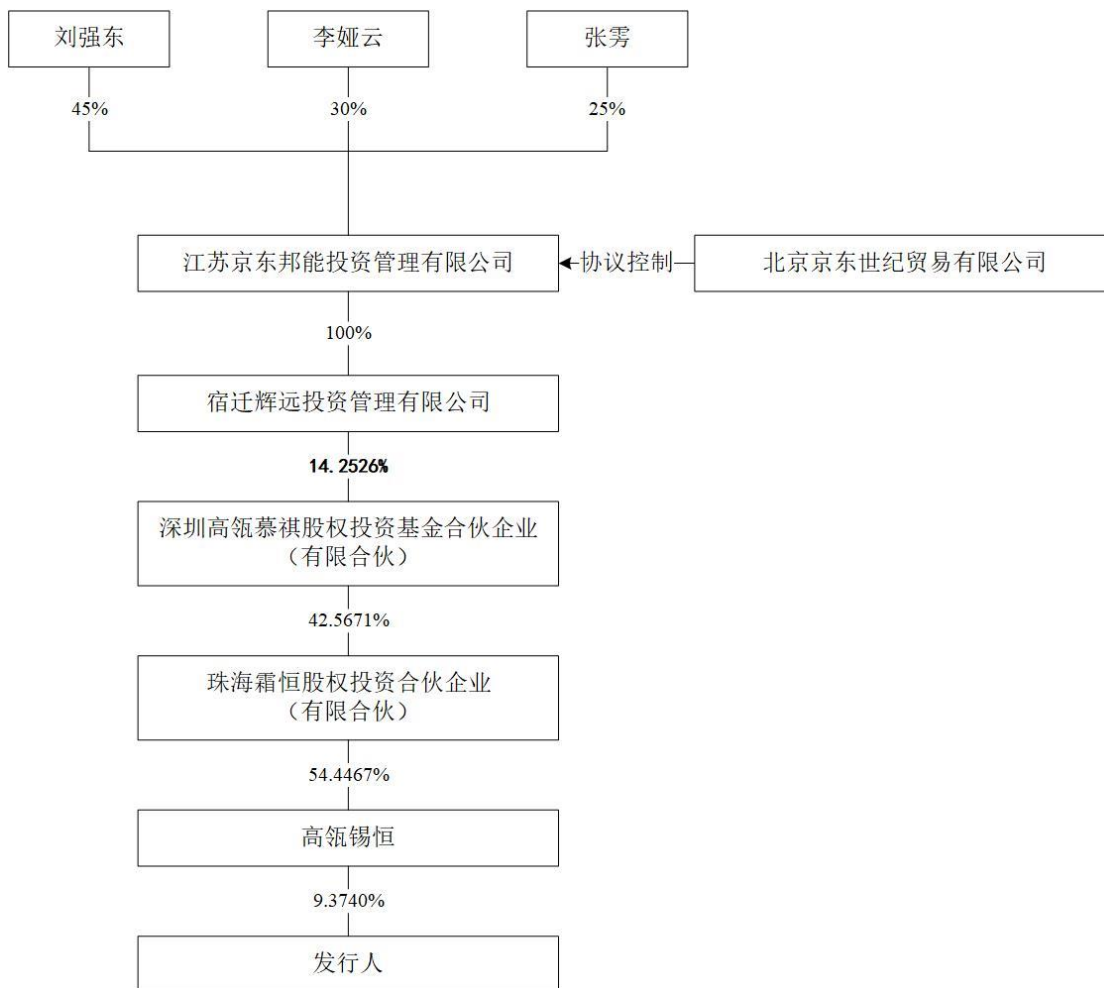 刘强东
李娅云
张雱
45%
30%
25%
江苏京东邦能投资管理有限公司
协议控制
北京京东世纪贸易有限公司
100%
宿迁辉远投资管理有限公司
14.2526%
深圳高瓴慕祺股权投资基金合伙企业
（有限合伙）
42.5671%
珠海霜恒股权投资合伙企业
（有限合伙）
54.4467%
高瓴锡恒
9.3740%
发行人